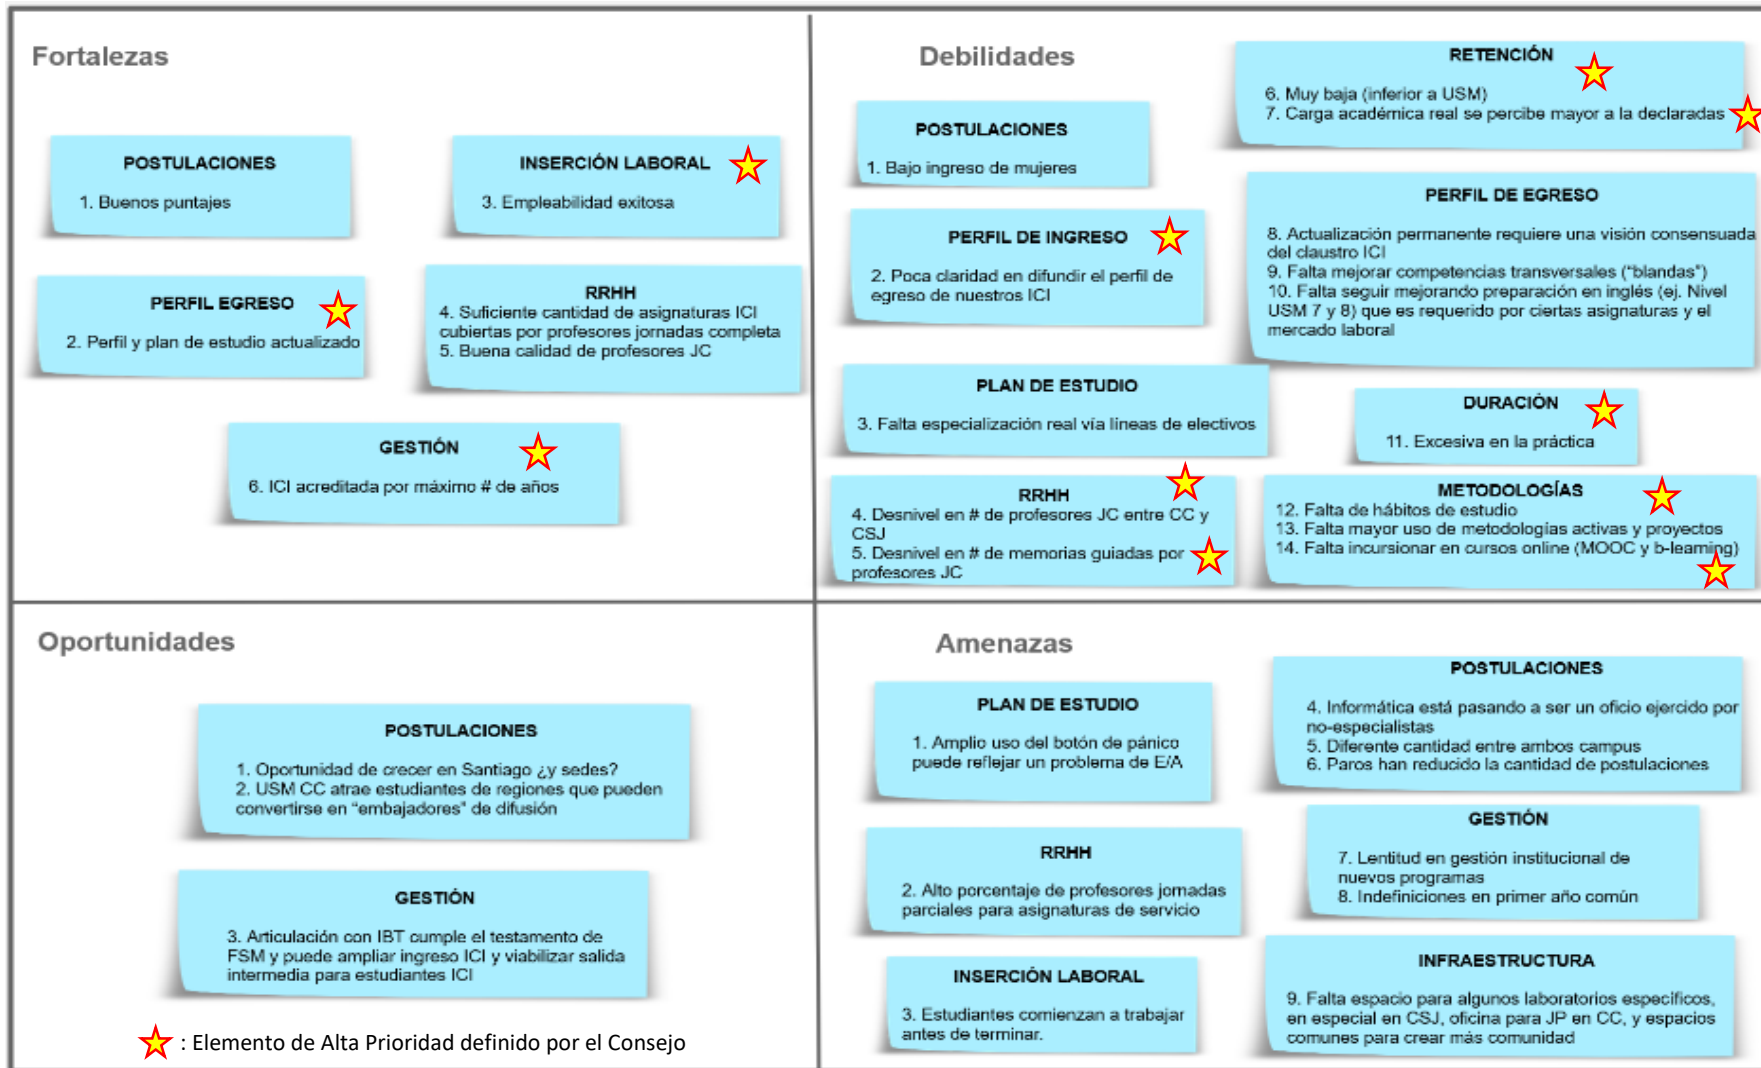 Fortalezas
POSTULACIONES
1. Buenos puntajes
INSERCIÓN LABORAL
3. Empleabilidad exitosa
PERFIL EGRESO
2. Perfil y plan de estudio actualizado
RRHH
4. Suficiente cantidad de asignaturas ICI
cubiertas por profesores jornadas completa
5. Buena calidad de profesores JC
GESTIÓN
6. ICI acreditada por máximo # de años
Debilidades
POSTULACIONES
1. Bajo ingreso de mujeres
PERFIL DE INGRESO
2. Poca claridad en difundir el perfil de
egreso de nuestros ICI
PLAN DE ESTUDIO
3. Falta especialización real vía líneas de electivos
RRHH
4. Desnivel en # de profesores JC entre CC y
CSJ
5. Desnivel en # de memorias guiadas por
profesores JC
RETENCIÓN
6. Muy baja (inferior a USM)
7. Carga académica real se percibe mayor a la declaradas
PERFIL DE EGRESO
8. Actualización permanente requiere una visión consensuada
del claustro ICI
9. Falta mejorar competencias transversales ("blandas")
10. Falta seguir mejorando preparación en inglés (ej. Nivel
USM 7 y 8) que es requerido por ciertas asignaturas y el
mercado laboral
DURACIÓN
11. Excesiva en la práctica
METODOLOGÍAS
12. Falta de hábitos de estudio
13. Falta mayor uso de metodologías activas y proyectos
14. Falta incursionar en cursos online (MOOC y b-learning)
Oportunidades
POSTULACIONES
1. Oportunidad de crecer en Santiago ¿y sedes?
2. USM CC atrae estudiantes de regiones que pueden
convertirse en "embajadores" de difusión
GESTIÓN
3. Articulación con IBT cumple el testamento de
FSM y puede ampliar ingreso ICI y viabilizar salida
intermedia para estudiantes ICI
: Elemento de Alta Prioridad definido por el Consejo
Amenazas
PLAN DE ESTUDIO
1. Amplio uso del botón de pánico
puede reflejar un problema de E/A
RRHH
2. Alto porcentaje de profesores jornadas
parciales para asignaturas de servicio
INSERCIÓN LABORAL
3. Estudiantes comienzan a trabajar
antes de terminar.
POSTULACIONES
4. Informática está pasando a ser un oficio ejercido por
no-especialistas
5. Diferente cantidad entre ambos campus
6. Paros han reducido la cantidad de postulaciones
GESTIÓN
7. Lentitud en gestión institucional de
nuevos programas
8. Indefiniciones en primer año común
INFRAESTRUCTURA
9. Falta espacio para algunos laboratorios específicos,
en especial en CSJ, oficina para JP en CC, y espacios
comunes para crear más comunidad